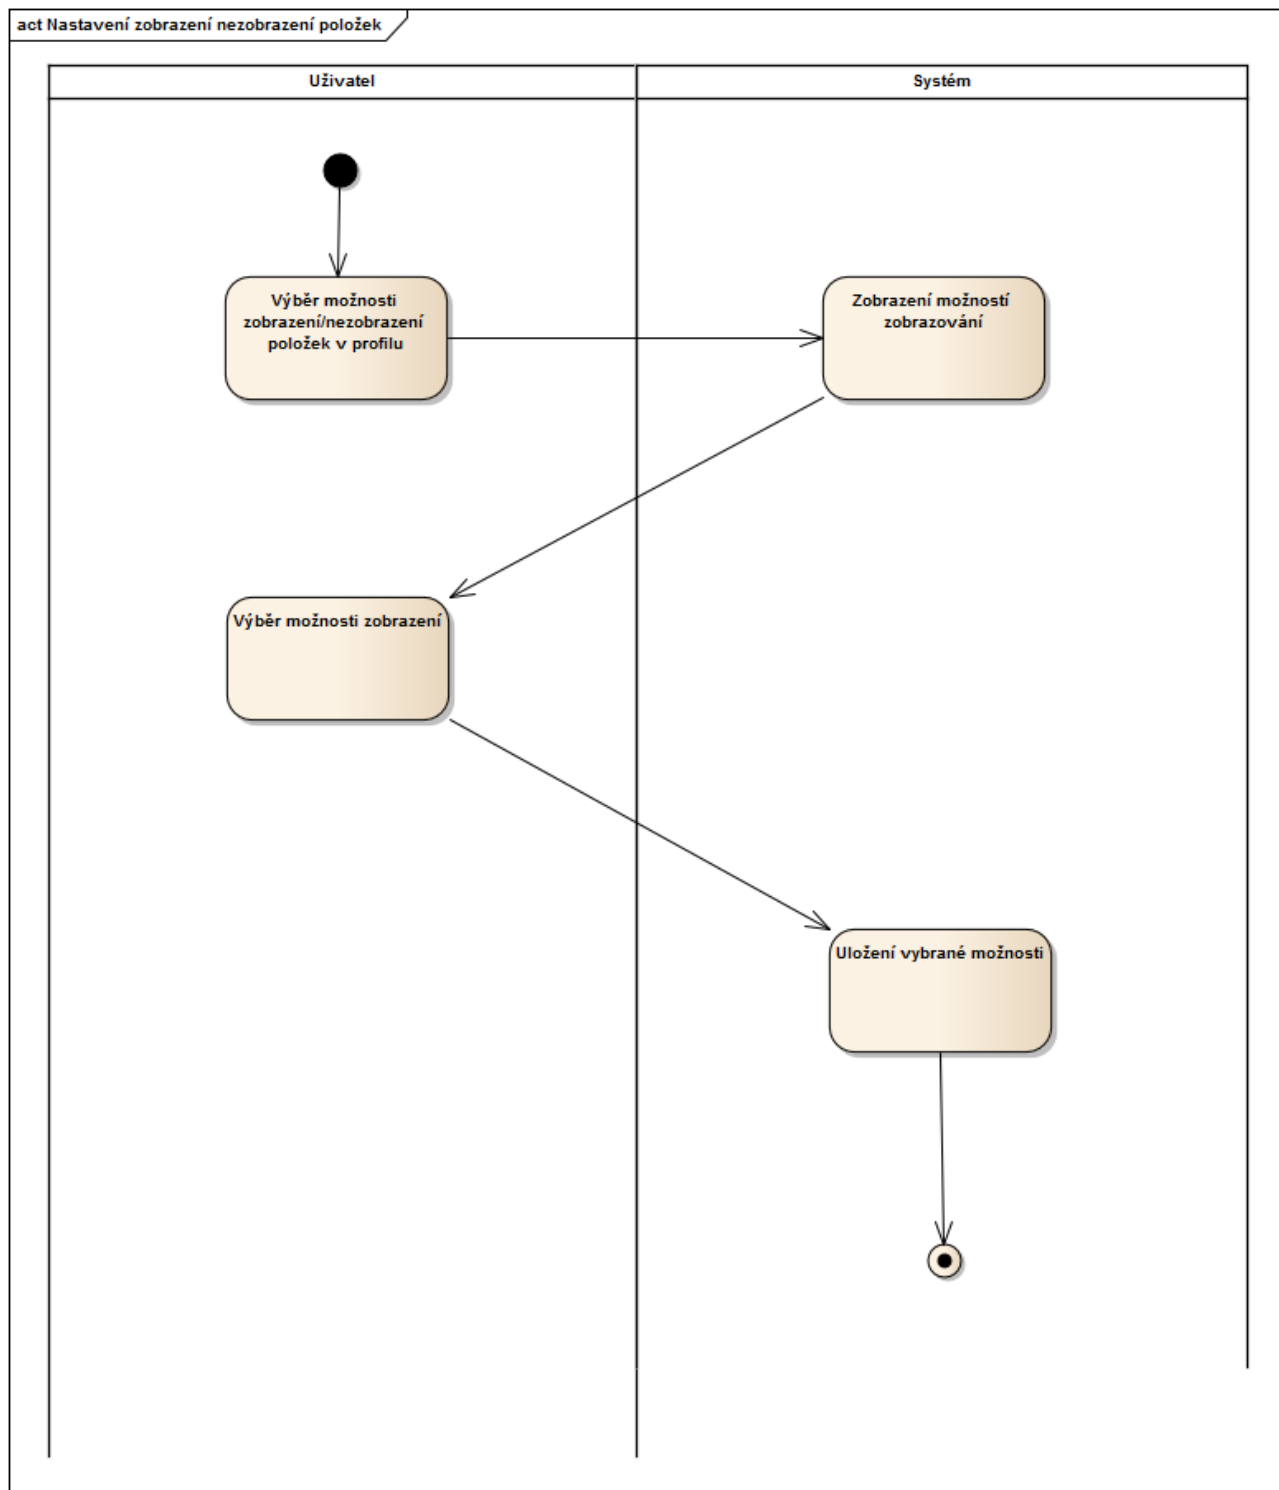 act Nastavení zobrazení nezobrazení položek
Uživatel
Systém
Výběr možnosti
zobrazení/nezobrazení
položek v profilu
Zobrazení možností
zobrazování
Výběr možnosti zobrazení
Uložení vybrané možnosti